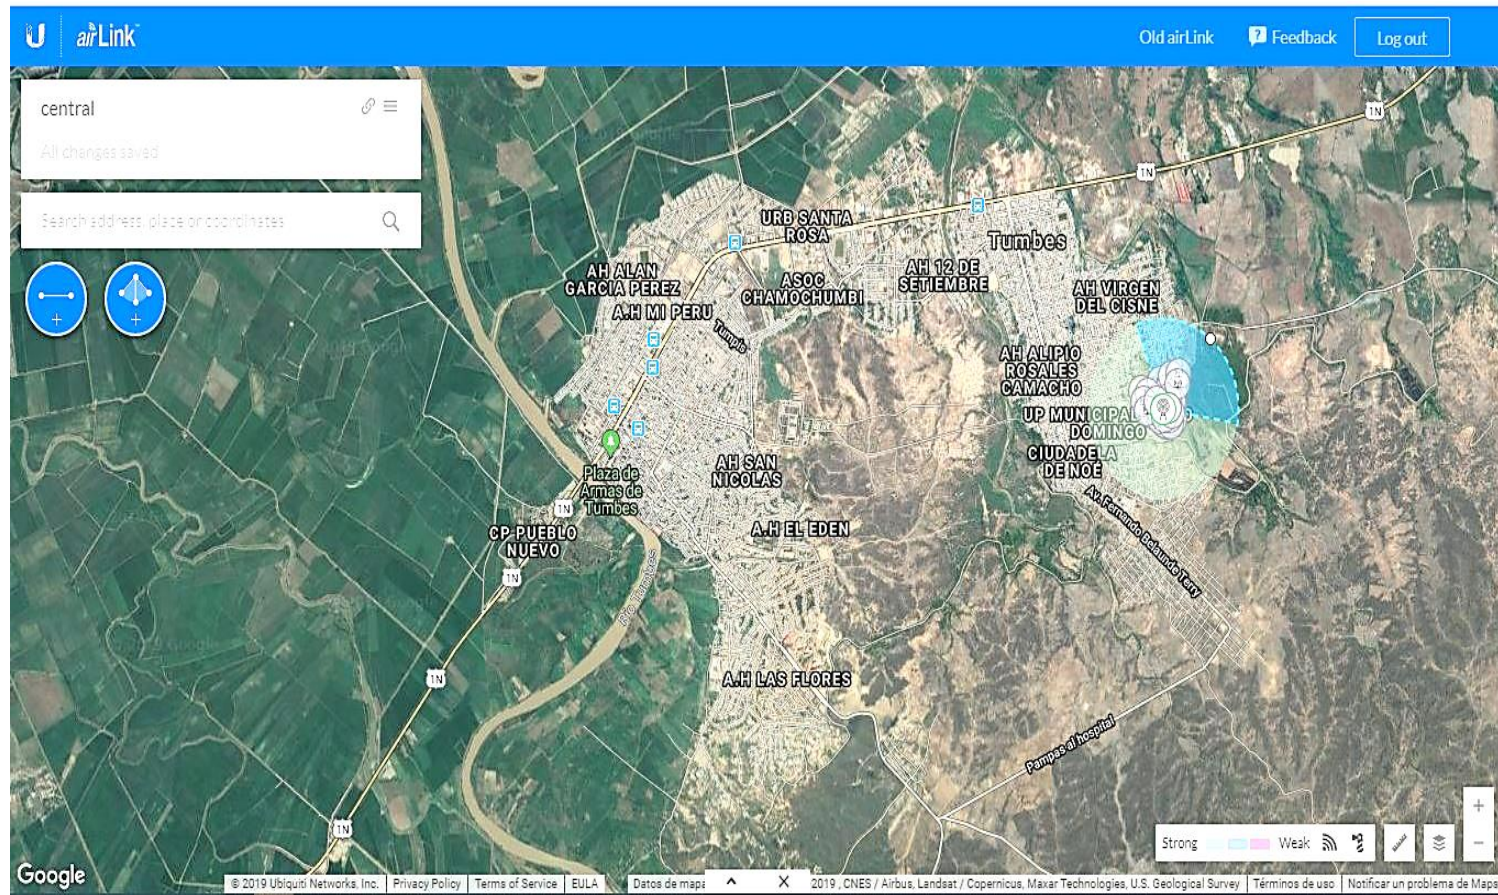 U airLink™
Old airLink
Feedback
Log out
central
All changes saved
Search address, place or coordinates
1N
1N
URB SANTA
ROSA
Tumbes
AH ALAN
GARCIA PEREZ
ASOC
CHAMOCHUMBI
AH 12 DE
SETIEMBRE
AH VIRGEN
DEL CISNE
A.H MI PERU
Tumpis
AH ALIPIO
ROSALES
CAMACHO
UP MUNICIPAL
DOMINGO
CIUDADELA
DE NOÉ
Plaza de
Armas de
Tumbes
AH SAN
NICOLAS
1N
CP PUEBLO
NUEVO
A.H EL EDEN
Av. Fernando Belaunde Terry
1N
Río Tumbes
1N
A.H LAS FLORES
Pampas al hospital
1N
Strong
Weak
Google
© 2019 Ubiquiti Networks, Inc.
Privacy Policy
Terms of Service
EULA
Datos de mapa
2019 , CNES / Airbus, Landsat / Copernicus, Maxar Technologies, U.S. Geological Survey
Términos de uso
Notificar un problema de Maps